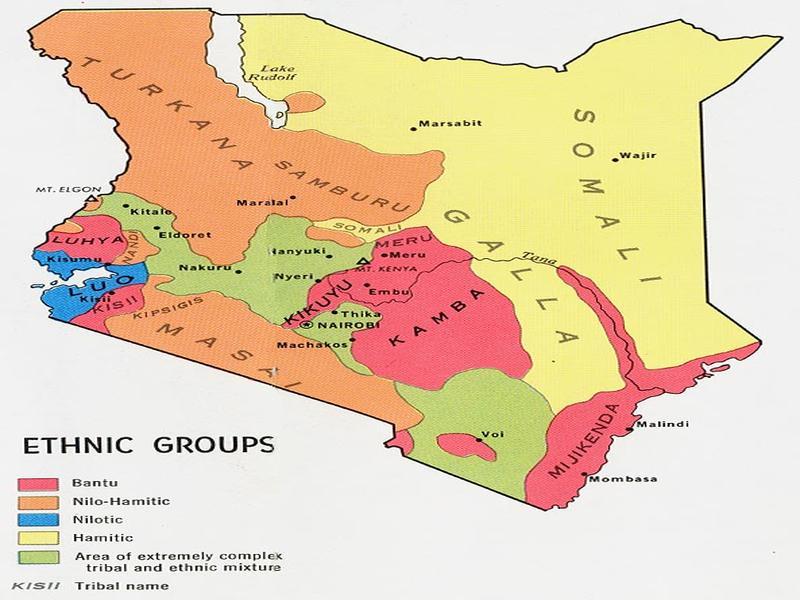 Lake
Rudolf
TURKANA
SAMBURU
SOMALI
GALLA
Marsabit
Wajir
MT. ELGON
Kitale
Maralal
Eldoret
LUHYA
NANDI
SOMALI
MERU
Kisumu
Nakuru
Nanyuki
Meru
MT. KENYA
Tana
LUO
Nyeri
Embu
Kisii
KISII
KIPSIGIS
KIKUYU
KAMBA
Thika
NAIROBI
MASAI
Machakos
Voi
MIJIKENDA
Malindi
Mombasa
ETHNIC GROUPS
Bantu
Nilo-Hamitic
Nilotic
Hamitic
Area of extremely complex
tribal and ethnic mixture
KISII Tribal name